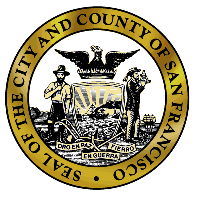 SEAL OF THE CITY AND COUNTY OF SAN FRANCISCO
ORO EN PAZ
FIERRO
EN GUERRA